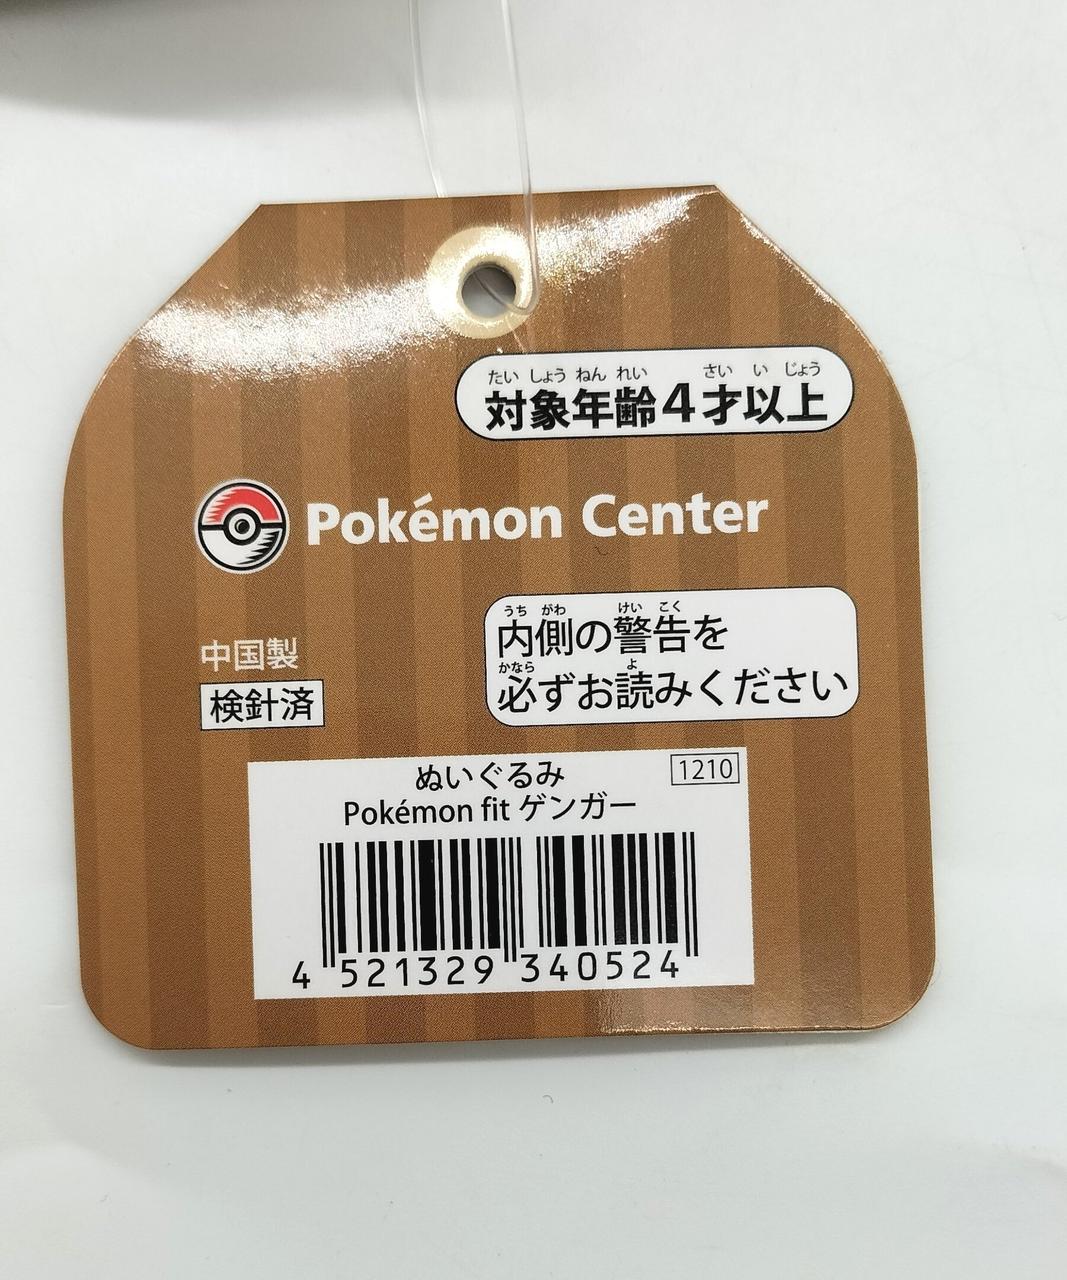 たいしょうねんれい さいいじょう
対象年齢4才以上
Pokémon Center
うちがわ けいこく
内側の警告を
かなら よ
必ずお読みください
中国製
検針済
ぬいぐるみ
1210
Pokémon fit ゲンガー
4 521329 340524